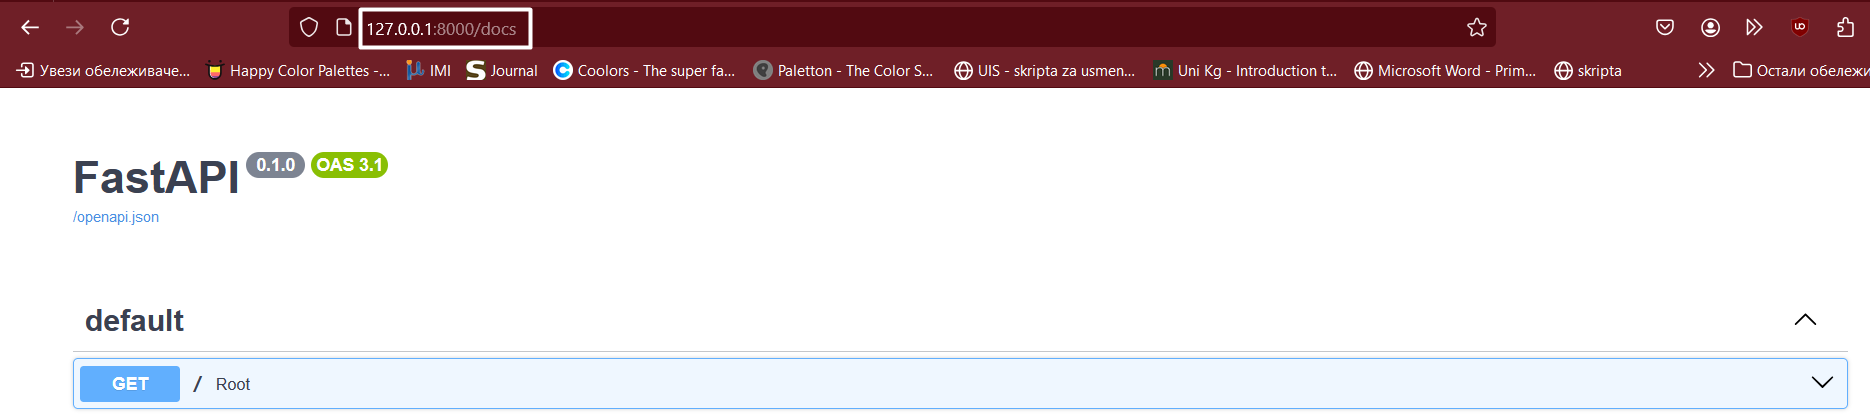 127.0.0.1:8000/docs
Увези обележиваче... Happy Color Palettes -... IMI Journal Coolors - The super fa... Paletton - The Color S... UIS - skripta za usmen... Uni Kg - Introduction t... Microsoft Word - Prim... skripta Остали обележи
FastAPI 0.1.0 OAS 3.1
/openapi.json
default
GET / Root